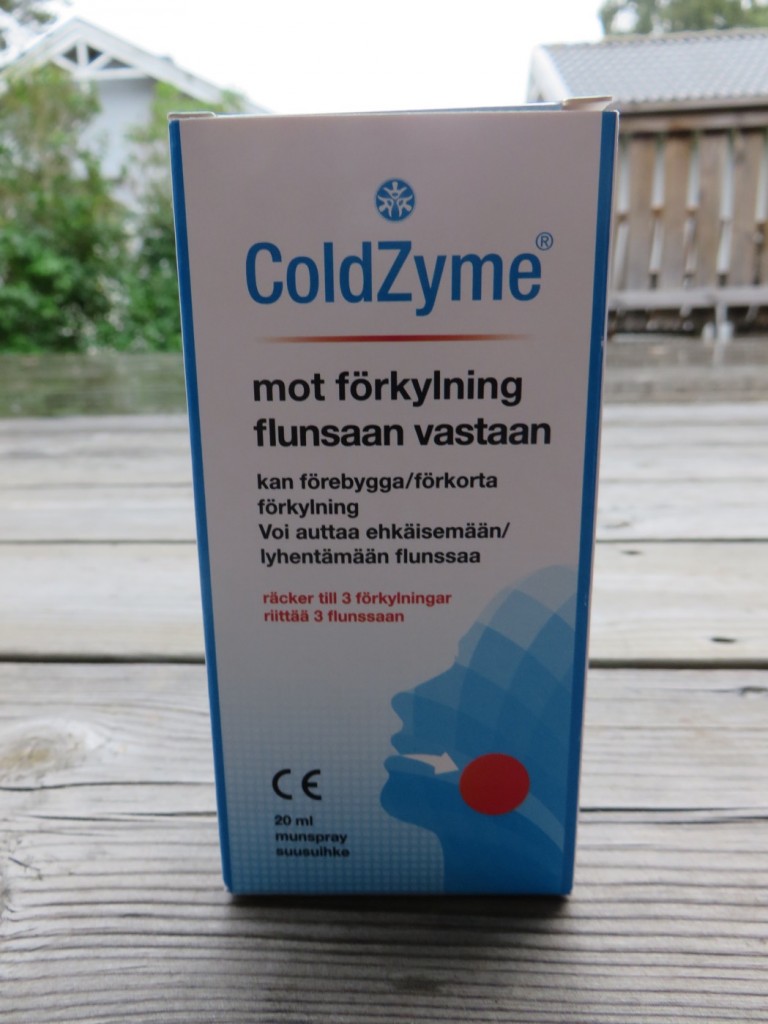 ColdZyme®
mot förkylning
flunsaan vastaan
kan förebygga/förkorta
förkylning
Voi auttaa ehkäisemään/
lyhentämään flunssaa
räcker till 3 förkylningar
riittää 3 flunssaan
CE
20 ml
munspray
suusuihke